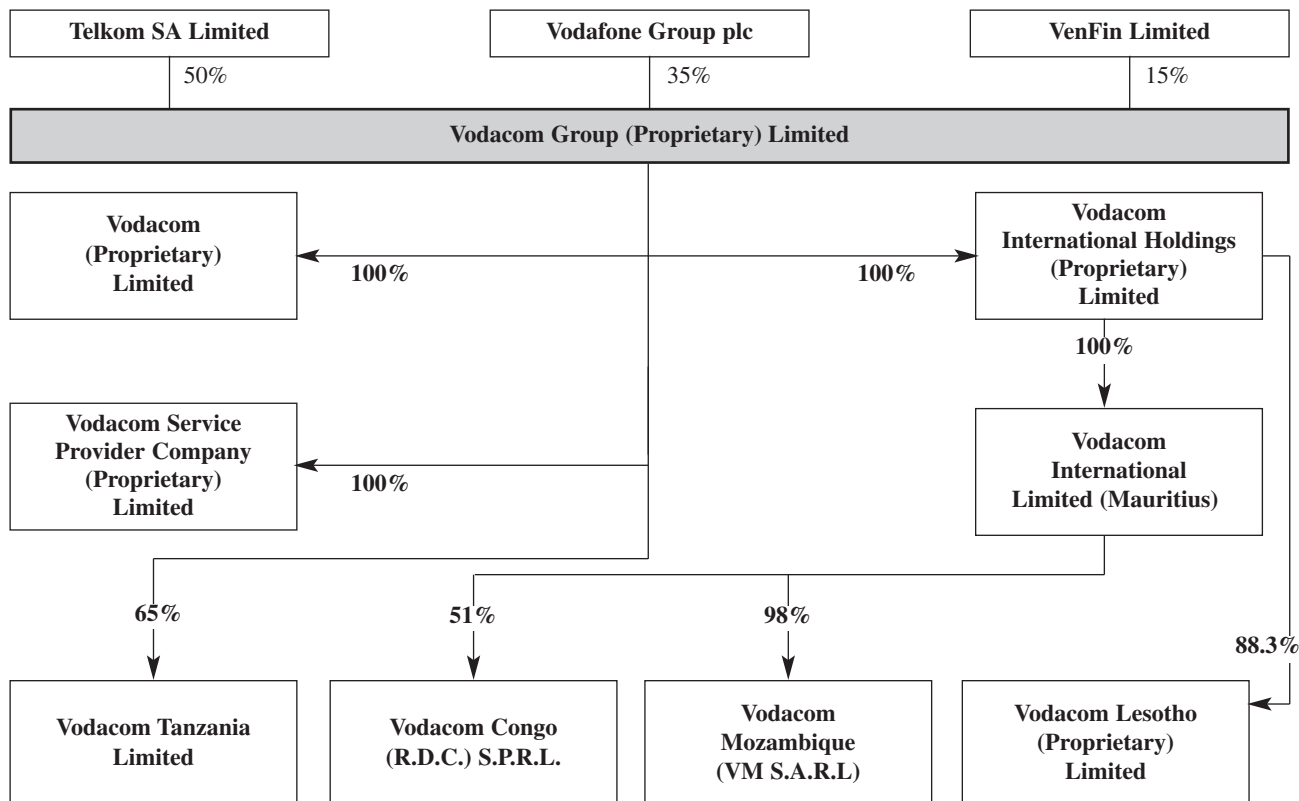 Telkom SA Limited
Vodafone Group plc
VenFin Limited
50%
35%
15%
Vodacom Group (Proprietary) Limited
Vodacom
(Proprietary)
Limited
100%
100%
Vodacom
International Holdings
(Proprietary)
Limited
100%
Vodacom Service
Provider Company
(Proprietary)
Limited
100%
Vodacom
International
Limited (Mauritius)
65%
51%
98%
88.3%
Vodacom Tanzania
Limited
Vodacom Congo
(R.D.C.) S.P.R.L.
Vodacom
Mozambique
(VM S.A.R.L)
Vodacom Lesotho
(Proprietary)
Limited